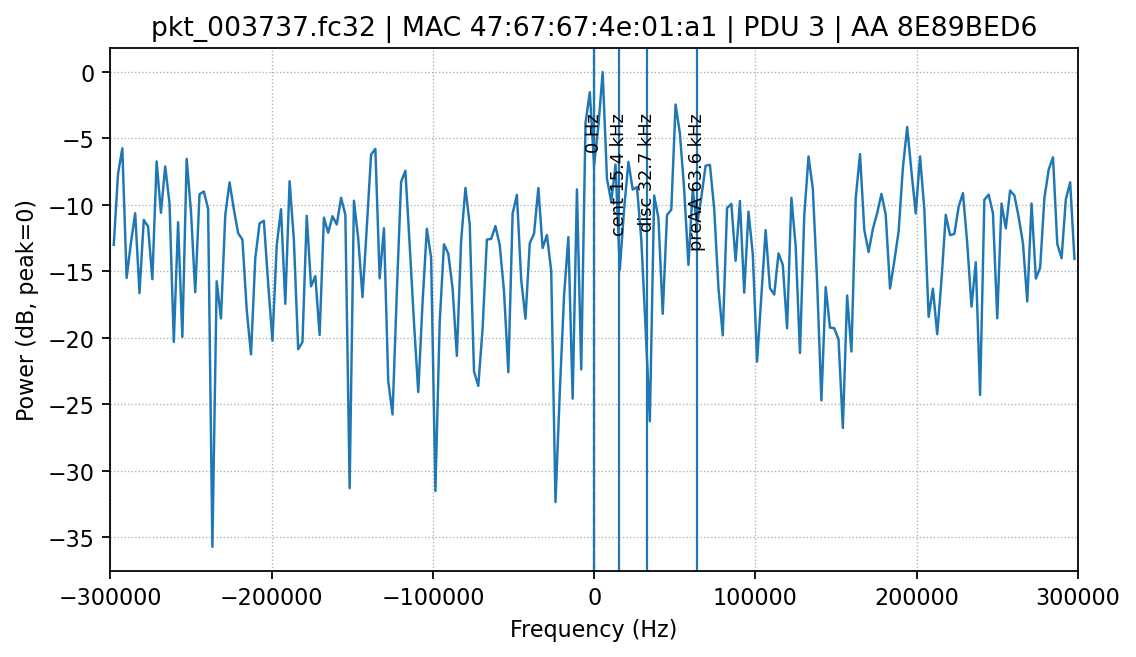 pkt_003737.fc32 | MAC 47:67:67:4e:01:a1 | PDU 3 | AA 8E89BED6
0
−5
−10
−15
−20
−25
−30
−35
Power (dB, peak=0)
0 Hz
cent 15.4 kHz
disc 32.7 kHz
preAA 63.6 kHz
−300000
−200000
−100000
0
100000
200000
300000
Frequency (Hz)